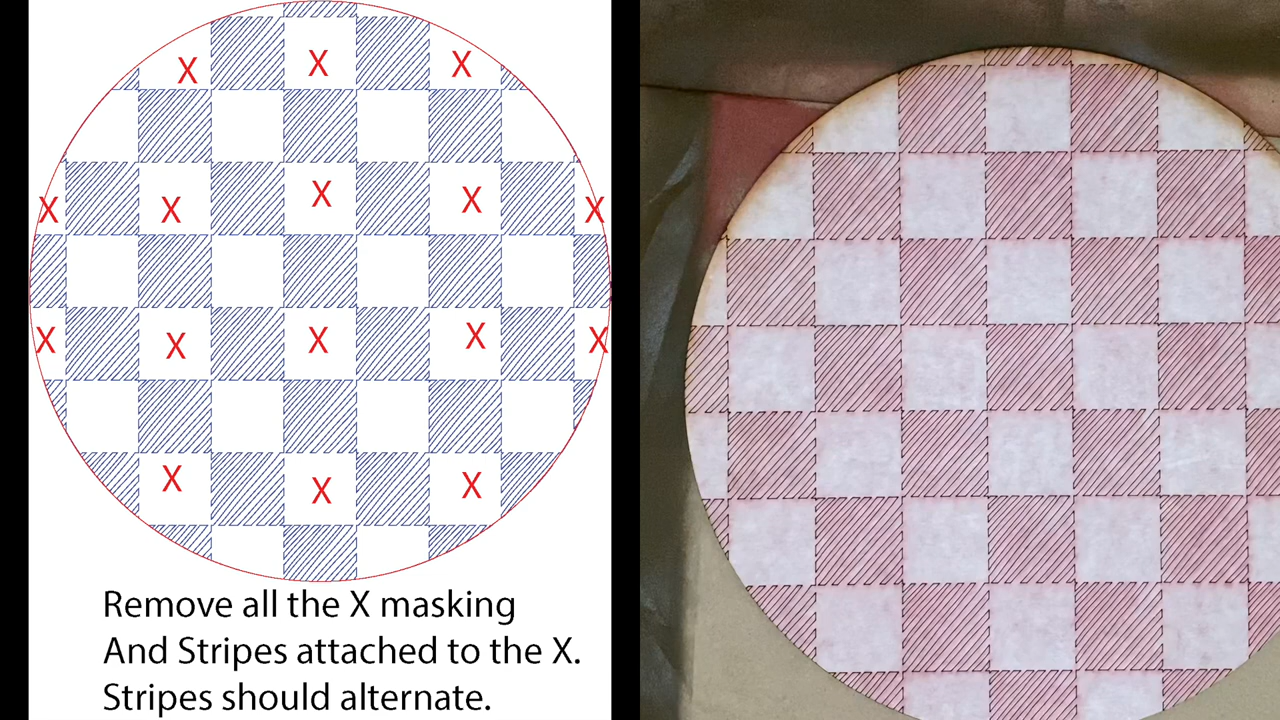 X X X
X X X X X
X X X X X
X X X
Remove all the X masking
And Stripes attached to the X.
Stripes should alternate.